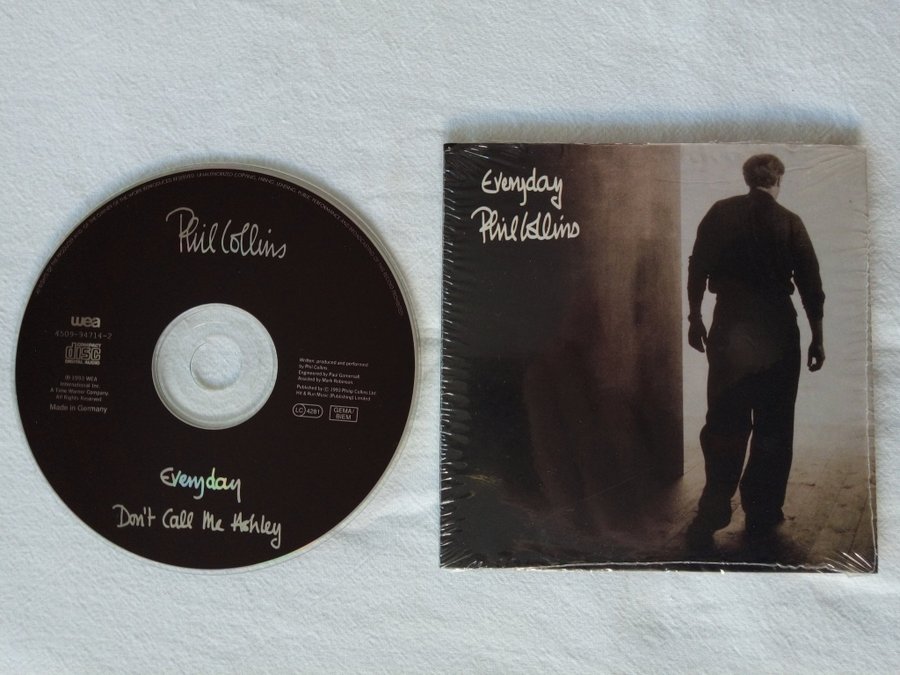 Phil Collins
wea
4509-94714-2
COMPACT
disc
DIGITAL AUDIO
℗ 1993 WEA
International Inc.
A Time Warner Company.
All Rights Reserved
Made in Germany
Written, produced and performed
by Phil Collins.
Engineered by Paul Gomersall.
Assisted by Mark Robinson.
Published by © 1993 Philip Collins Ltd.
Hit & Run Music (Publishing) Limited
LC 4281
GEMA/
BIEM
Everyday
Don't Call Me Ashley
Everyday
Phil Collins